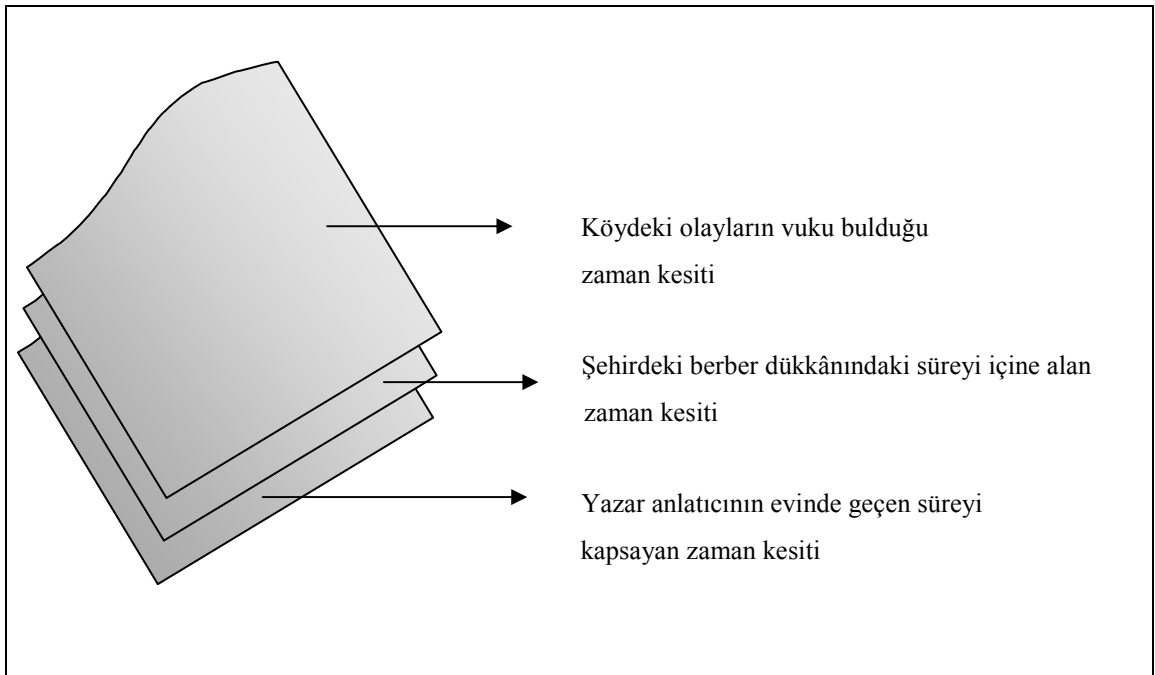 Köydeki olayların vuku bulduğu
zaman kesiti
Şehirdeki berber dükkânındaki süreyi içine alan
zaman kesiti
Yazar anlatıcının evinde geçen süreyi
kapsayan zaman kesiti